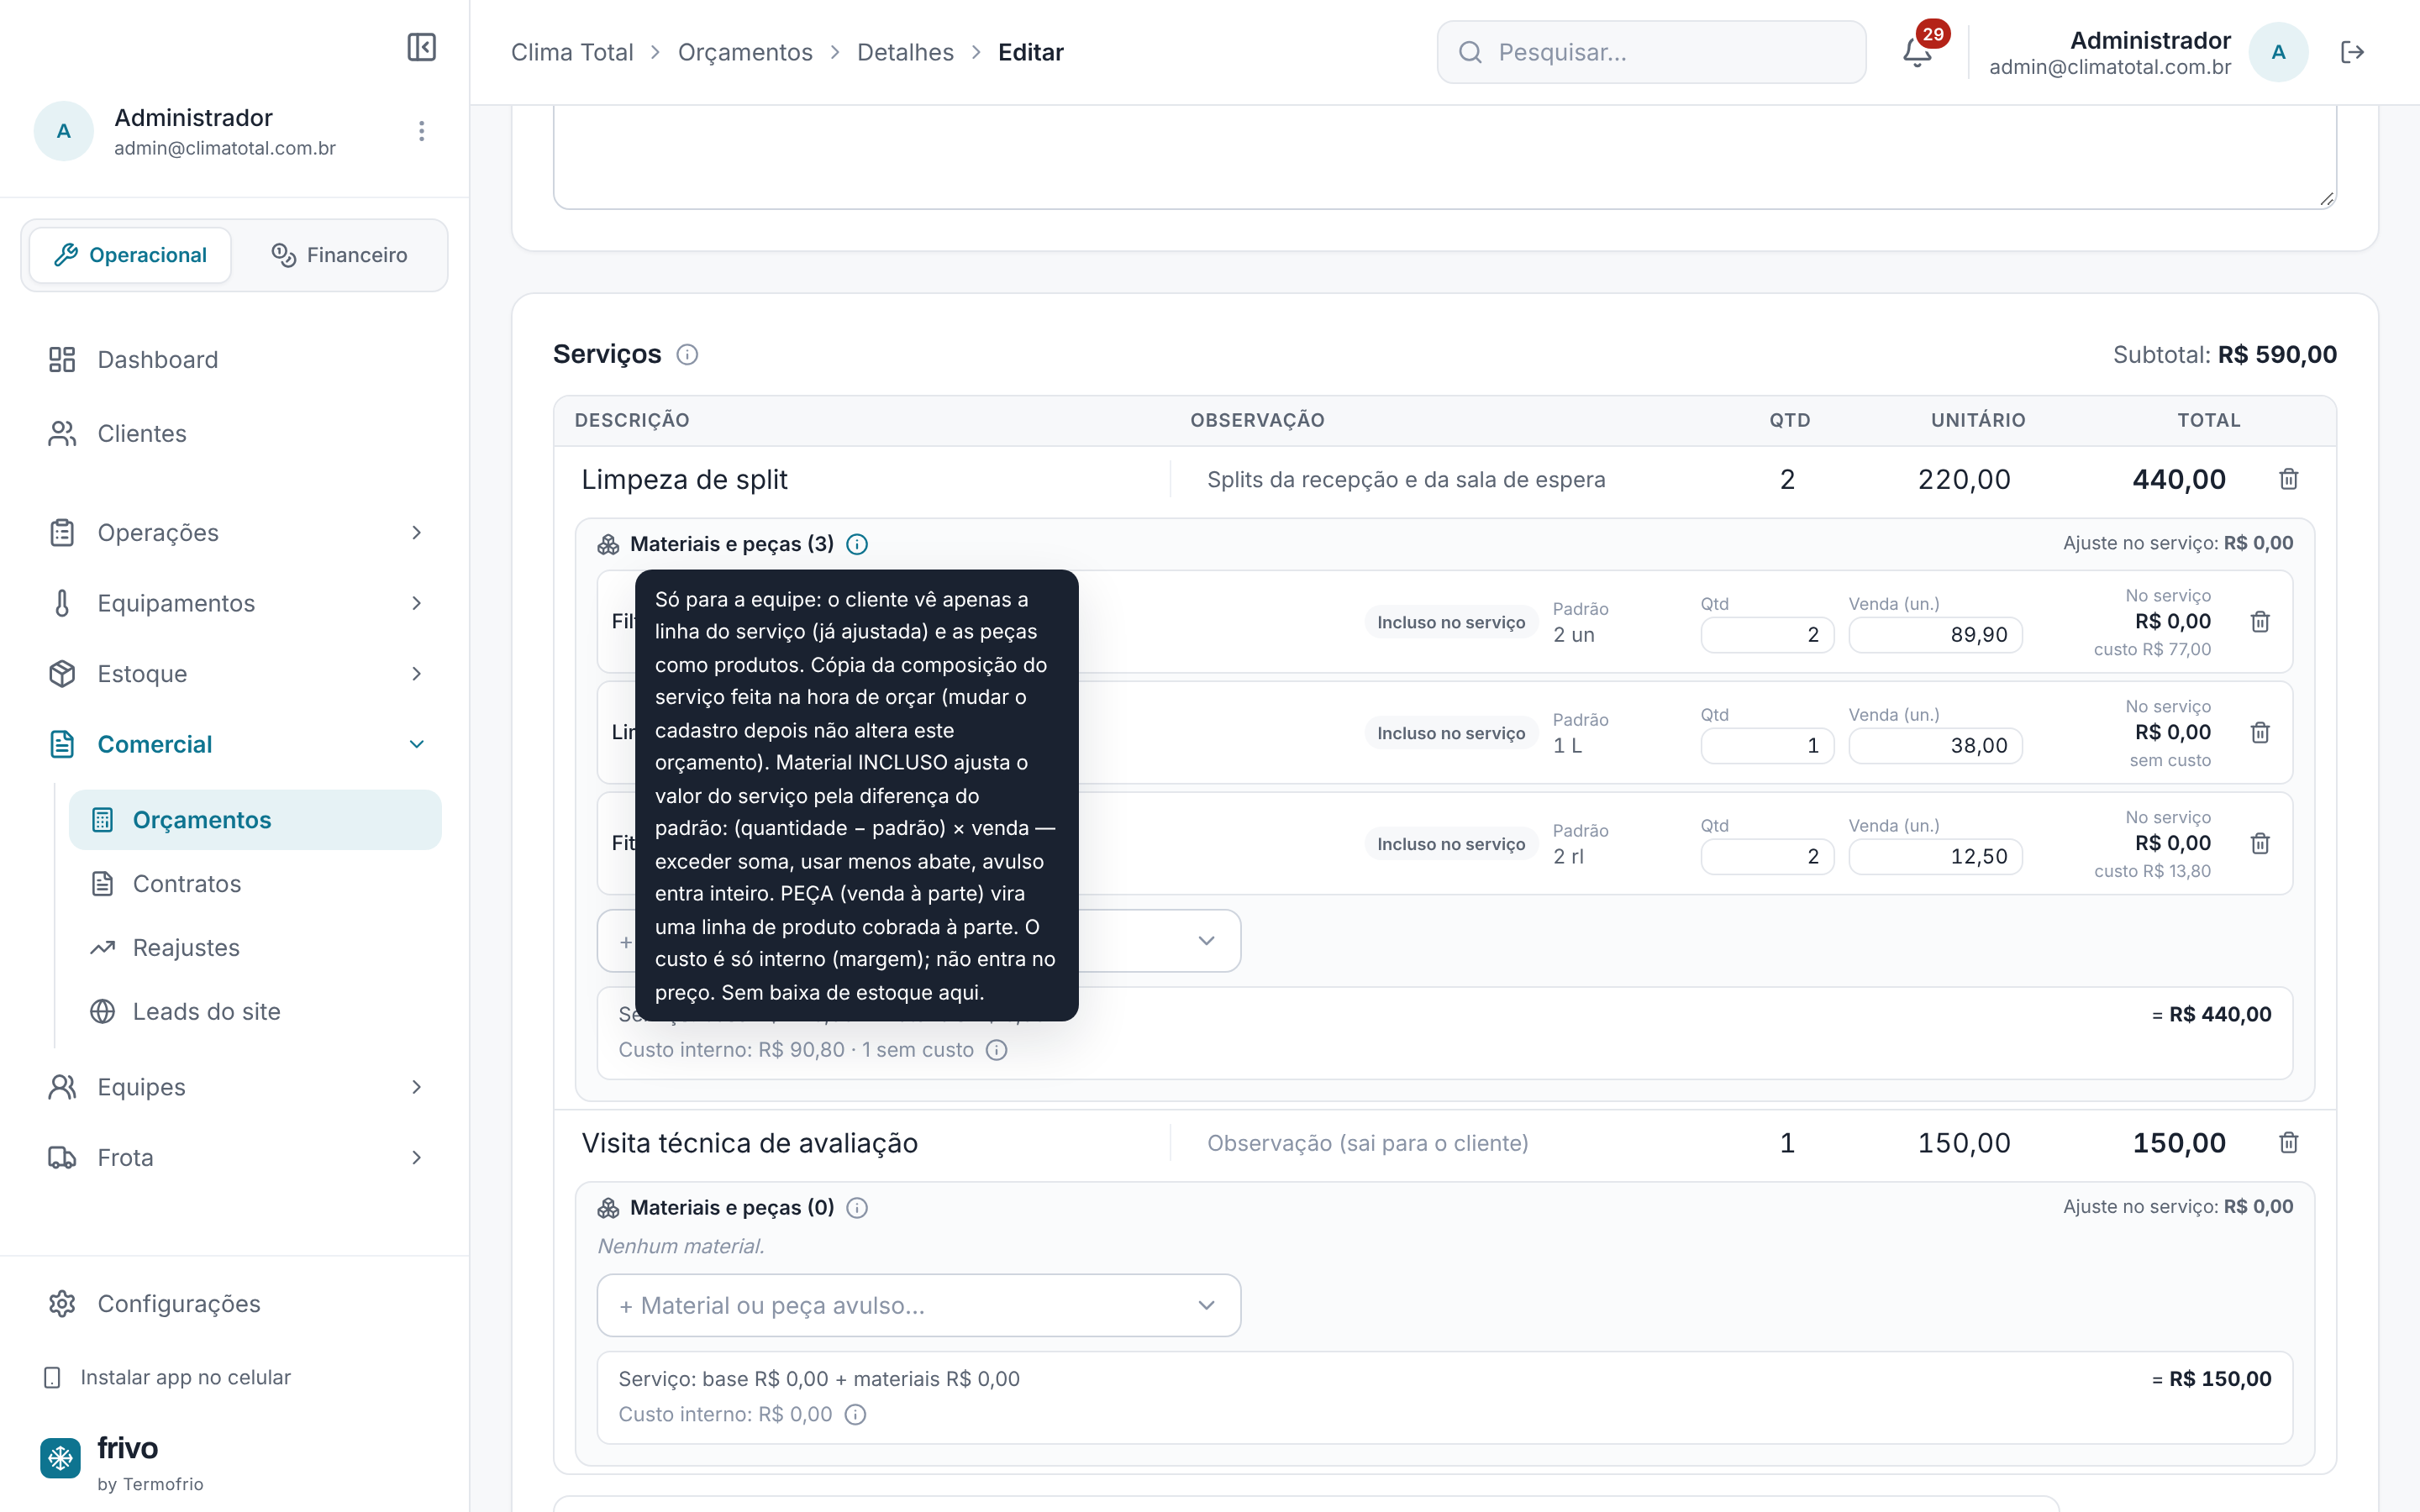 Clima Total > Orçamentos > Detalhes > Editar
Pesquisar...
29
Administrador
admin@climatotal.com.br
A
A
Administrador
admin@climatotal.com.br
Operacional
Financeiro
Dashboard
Clientes
Operações
Equipamentos
Estoque
Comercial
Orçamentos
Contratos
Reajustes
Leads do site
Equipes
Frota
Configurações
Instalar app no celular
frivo
by Termofrio
Serviços
Subtotal: R$ 590,00
DESCRIÇÃO OBSERVAÇÃO QTD UNITÁRIO TOTAL
Limpeza de split Splits da recepção e da sala de espera 2 220,00 440,00
Materiais e peças (3)
Ajuste no serviço: R$ 0,00
Só para a equipe: o cliente vê apenas a
linha do serviço (já ajustada) e as peças
como produtos. Cópia da composição do
serviço feita na hora de orçar (mudar o
cadastro depois não altera este
orçamento). Material INCLUSO ajusta o
valor do serviço pela diferença do
padrão: (quantidade − padrão) × venda —
exceder soma, usar menos abate, avulso
entra inteiro. PEÇA (venda à parte) vira
uma linha de produto cobrada à parte. O
custo é só interno (margem); não entra no
preço. Sem baixa de estoque aqui.
Incluso no serviço
Padrão
2 un
Qtd
2
Venda (un.)
89,90
No serviço
R$ 0,00
custo R$ 77,00
Incluso no serviço
Padrão
1 L
Qtd
1
Venda (un.)
38,00
No serviço
R$ 0,00
sem custo
Incluso no serviço
Padrão
2 rl
Qtd
2
Venda (un.)
12,50
No serviço
R$ 0,00
custo R$ 13,80
+
= R$ 440,00
Custo interno: R$ 90,80 · 1 sem custo
Visita técnica de avaliação Observação (sai para o cliente) 1 150,00 150,00
Materiais e peças (0)
Ajuste no serviço: R$ 0,00
Nenhum material.
+ Material ou peça avulso...
Serviço: base R$ 0,00 + materiais R$ 0,00
= R$ 150,00
Custo interno: R$ 0,00